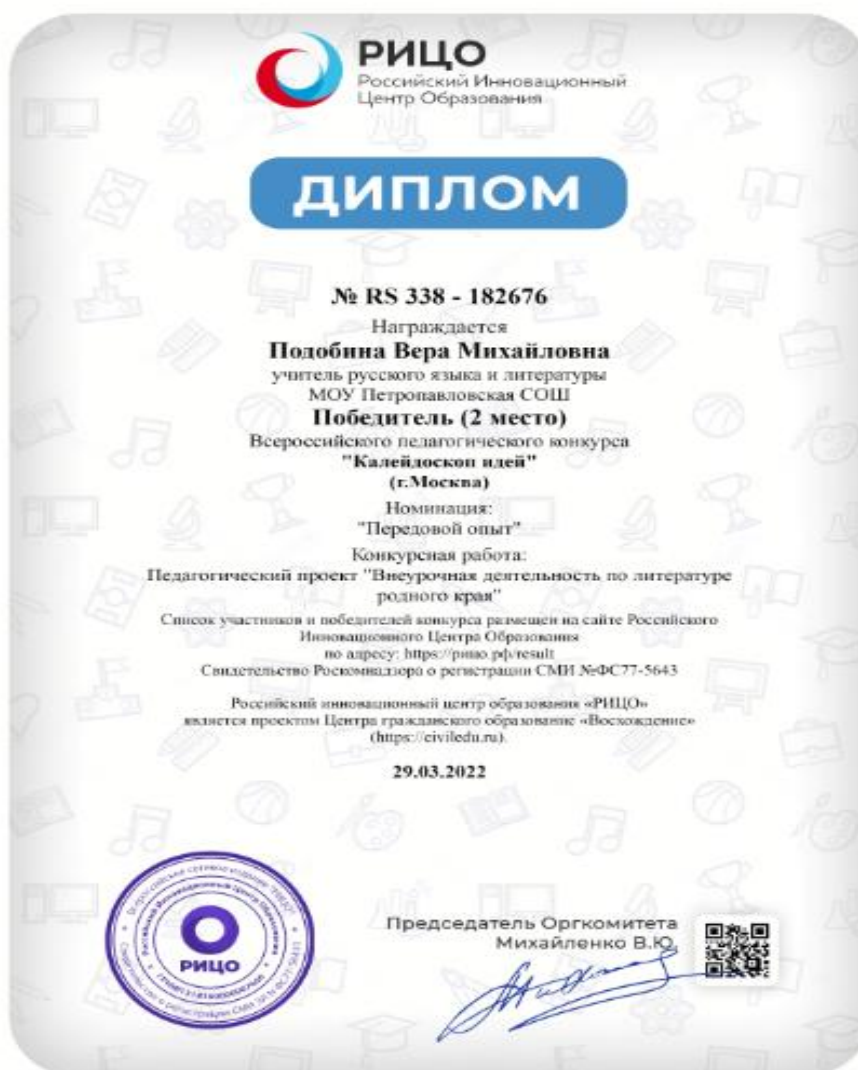 РИЦО
Российский Инновационный
Центр Образования
ДИПЛОМ
№ RS 338 - 182676
Награждается
Подобина Вера Михайловна
учитель русского языка и литературы
МОУ Петропавловская СОШ
Победитель (2 место)
Всероссийского педагогического конкурса
"Калейдоскоп идей"
(г.Москва)
Номинация:
"Передовой опыт"
Конкурсная работа:
Педагогический проект "Внеурочная деятельность по литературе
родного края"
Список участников и победителей конкурса размещен на сайте Российского
Инновационного Центра Образования
по адресу: https://рицо.рф/result
Свидетельство Роскомнадзора о регистрации СМИ №ФС77-5643
Российский инновационный центр образования «РИЦО»
является проектом Центра гражданского образование «Восхождение»
(https://civiledu.ru).
29.03.2022
РИЦО
Председатель Оргкомитета
Михайленко В.Ю.